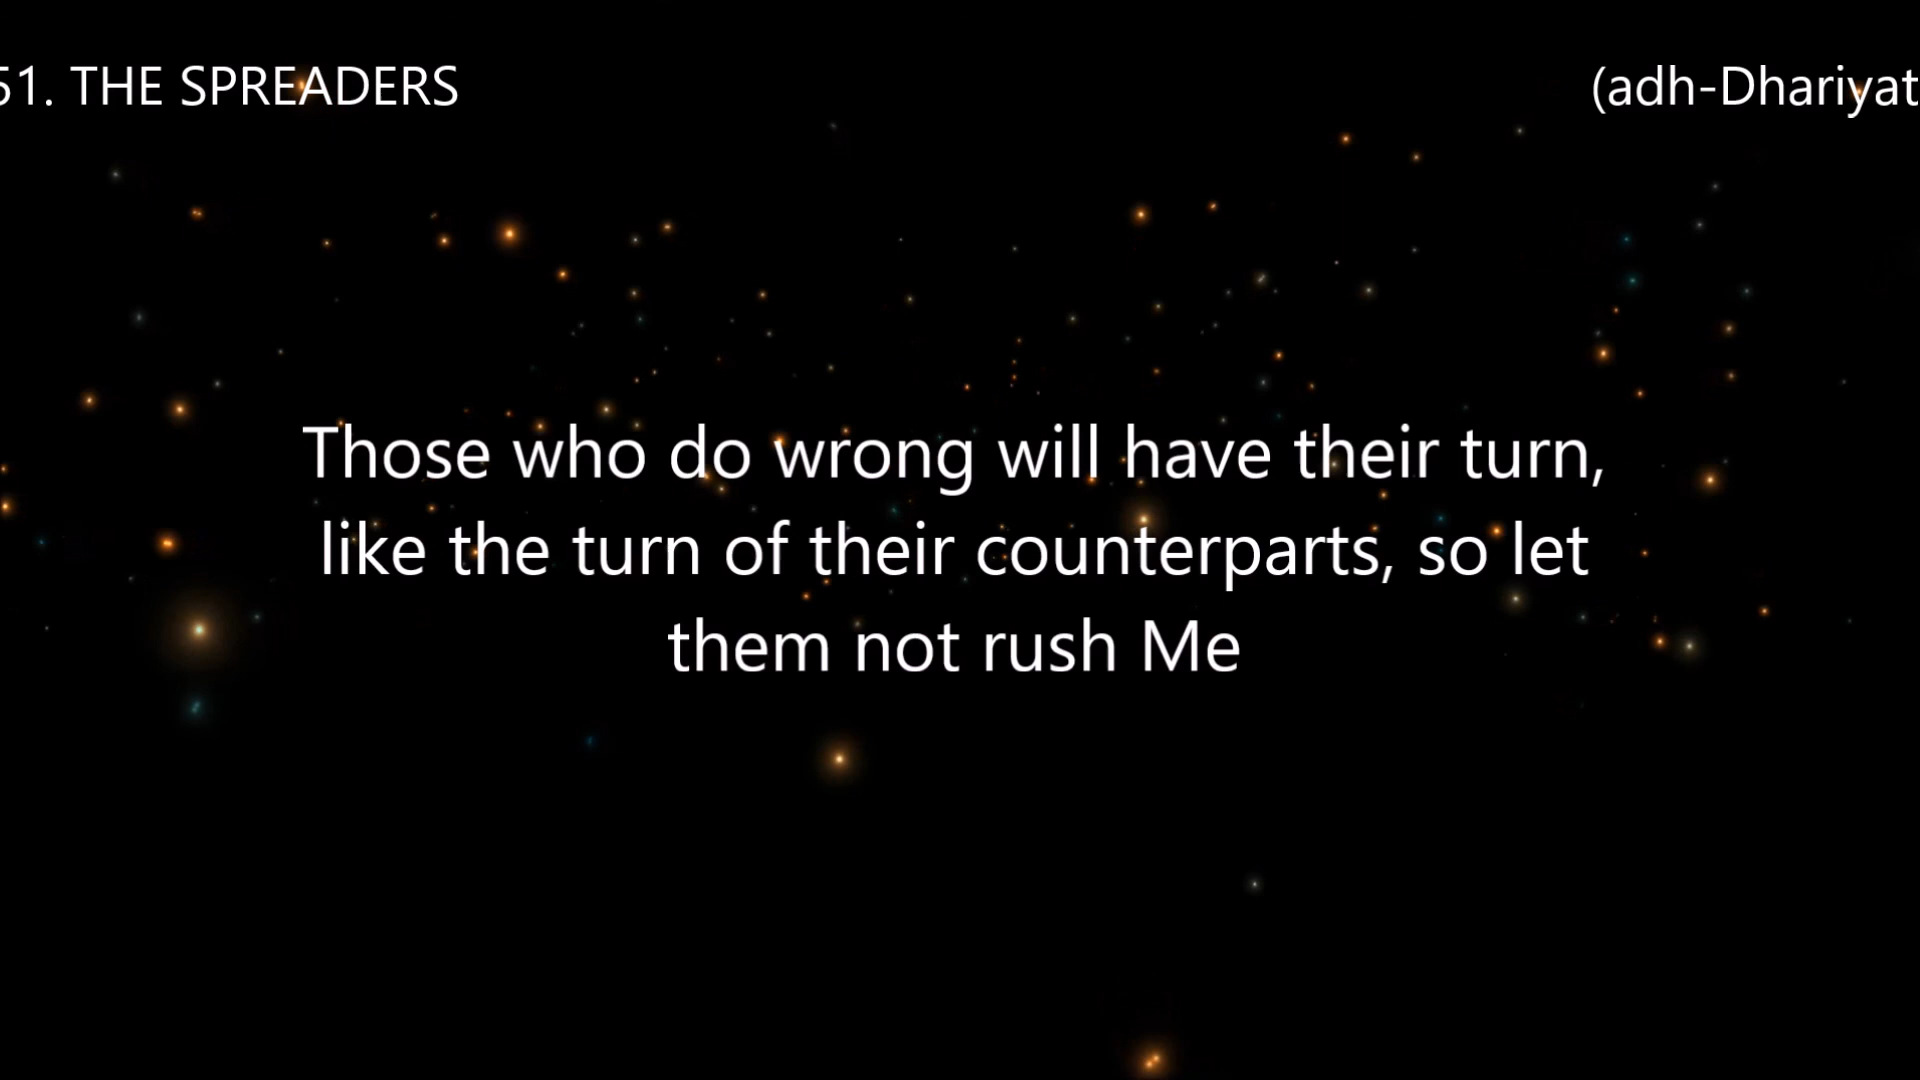 51. THE SPREADERS
(adh-Dhariyat
Those who do wrong will have their turn,
like the turn of their counterparts, so let
them not rush Me